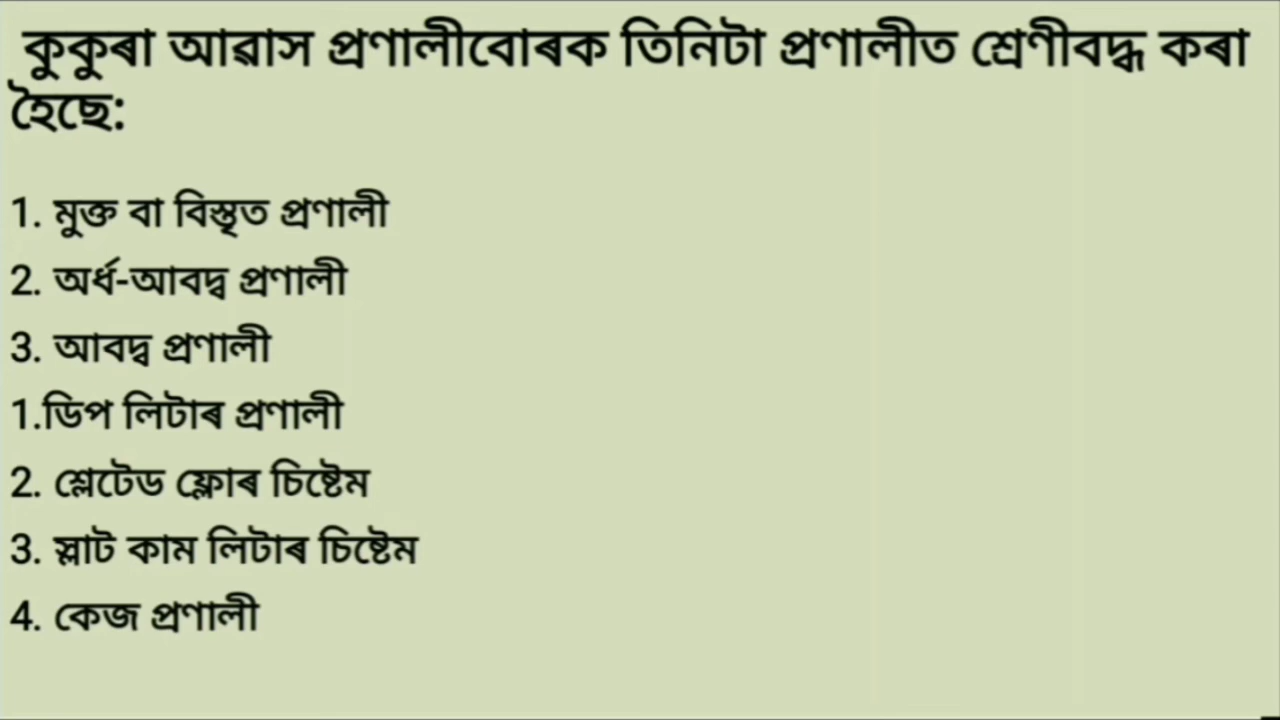 কুকুৰা আৱাস প্ৰণালীবোৰক তিনিটা প্ৰণালীত শ্ৰেণীবদ্ধ কৰা
হৈছে:
1. মুক্ত বা বিস্তৃত প্ৰণালী
2. অৰ্ধ-আবদ্ব প্ৰণালী
3. আবদ্ব প্ৰণালী
1.ডিপ লিটাৰ প্ৰণালী
2. শ্লেটেড ফ্লোৰ চিষ্টেম
3. স্লাট কাম লিটাৰ চিষ্টেম
4. কেজ প্ৰণালী